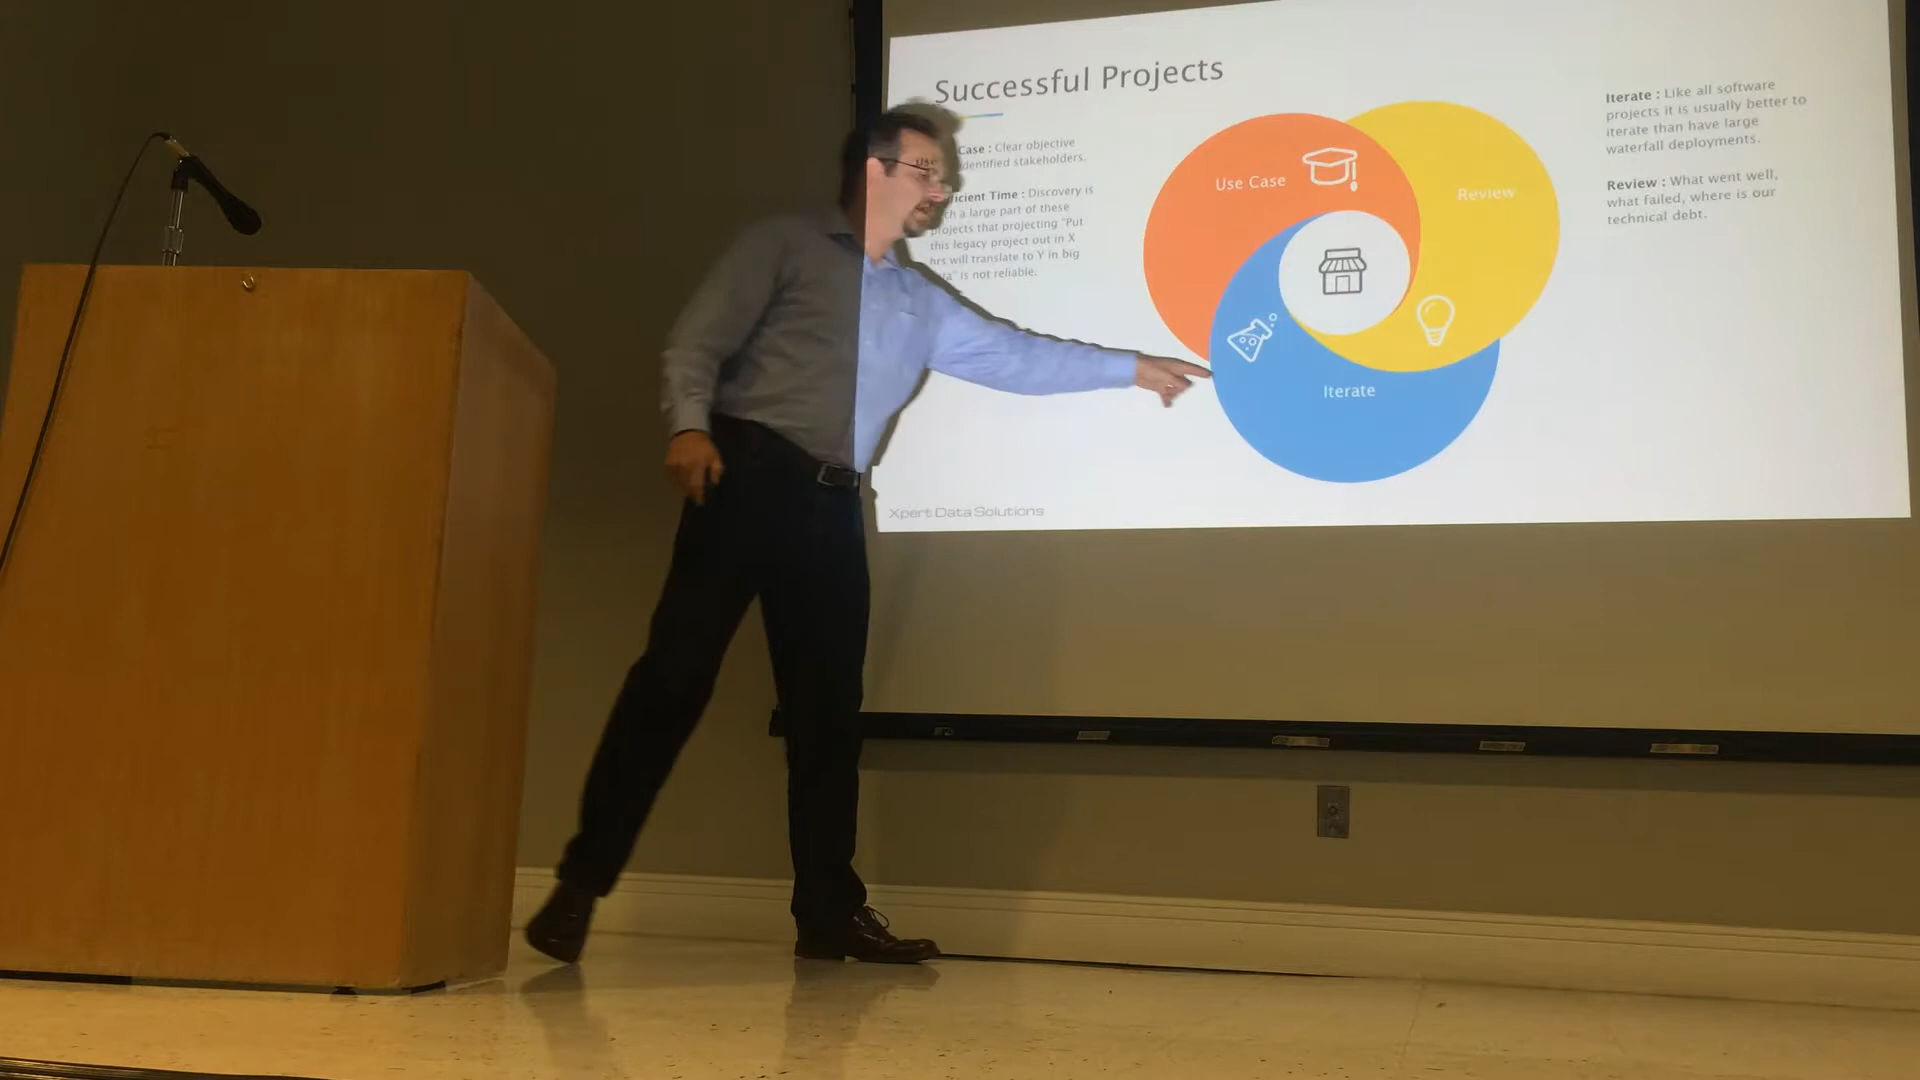 Successful Projects
Case : Clear objective
identified stakeholders.
Time : Discovery is
a large part of these
projects that projecting "Put
this legacy project out in X
hrs will translate to Y in big
is not reliable.
Use Case
Review
Iterate
Iterate : Like all software
projects it is usually better to
iterate than have large
waterfall deployments.
Review : What went well,
what failed, where is our
technical debt.
Xpert Data Solutions